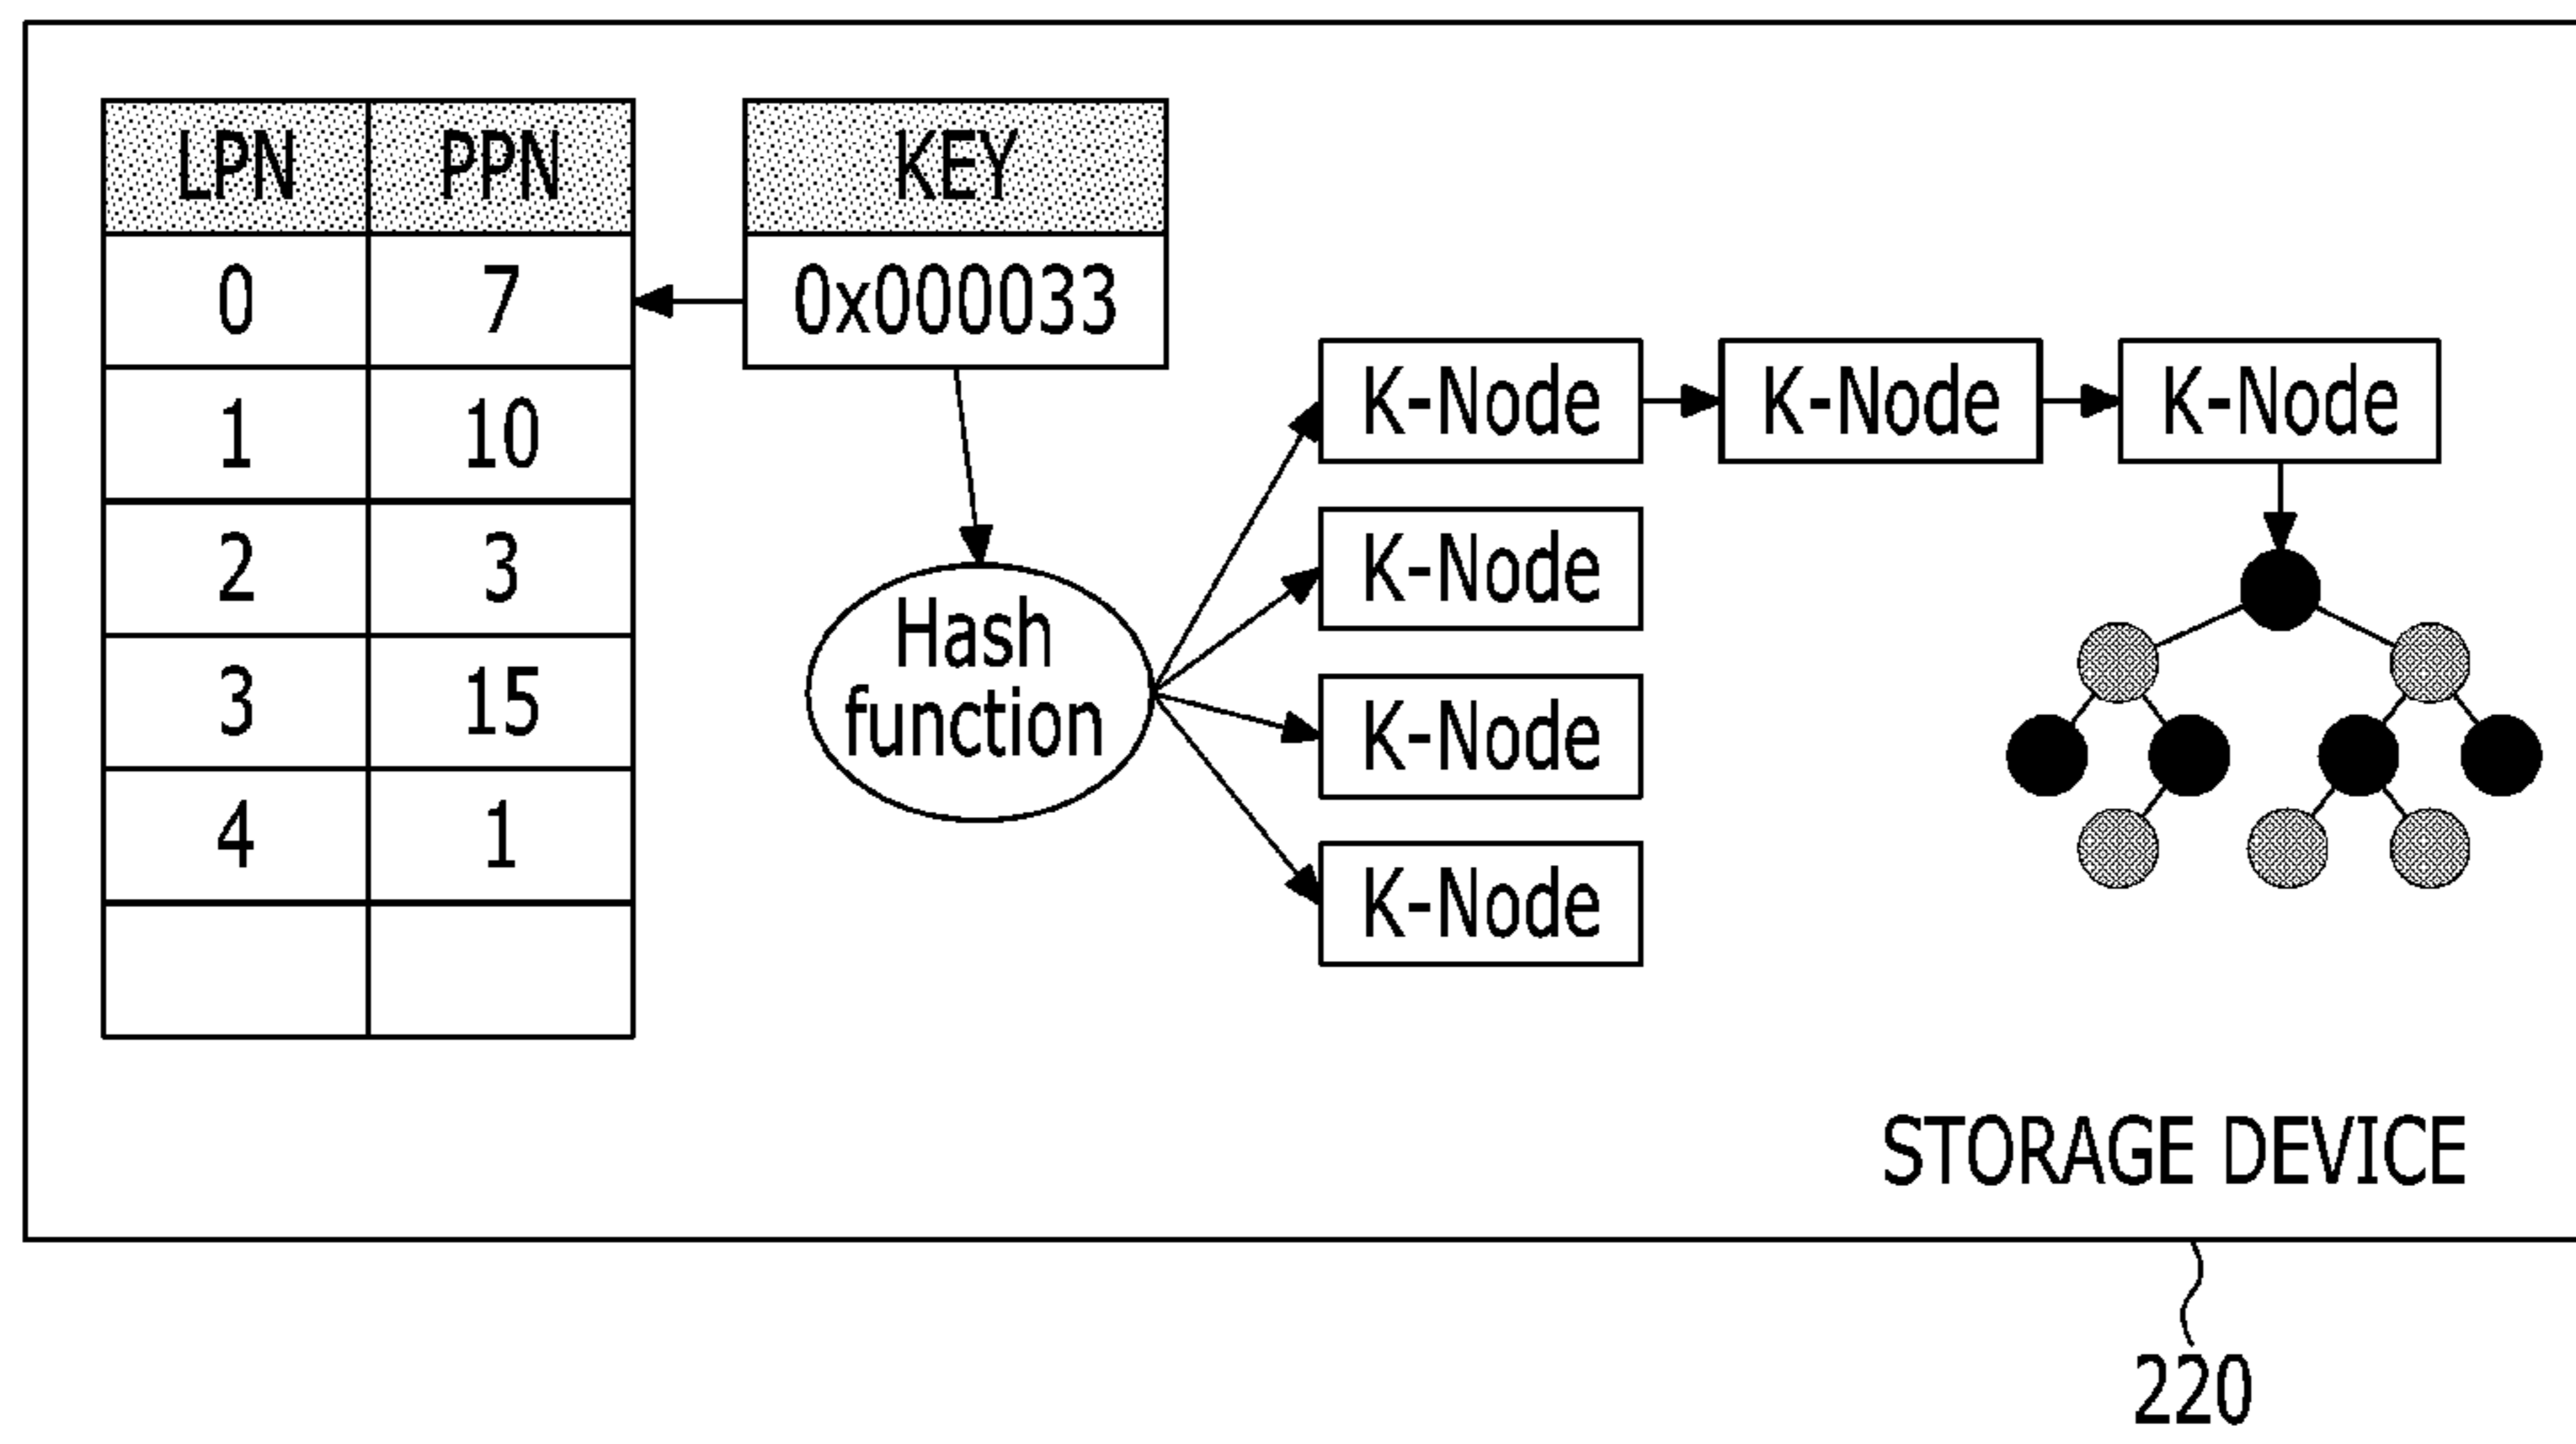 LPN PPN
0 7
1 10
2 3
3 15
4 1
KEY
0x000033
Hash
function
K-Node K-Node K-Node
K-Node
K-Node
K-Node
STORAGE DEVICE
220